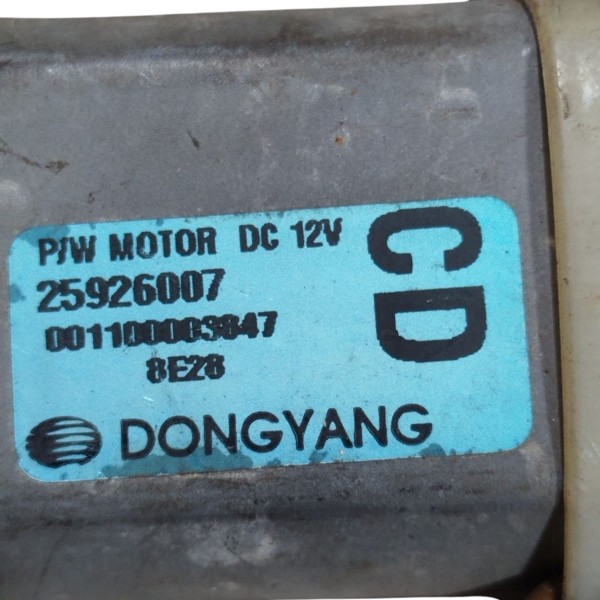 P/W MOTOR DC 12V
25926007
001100003847
8E28
DONGYANG
CD